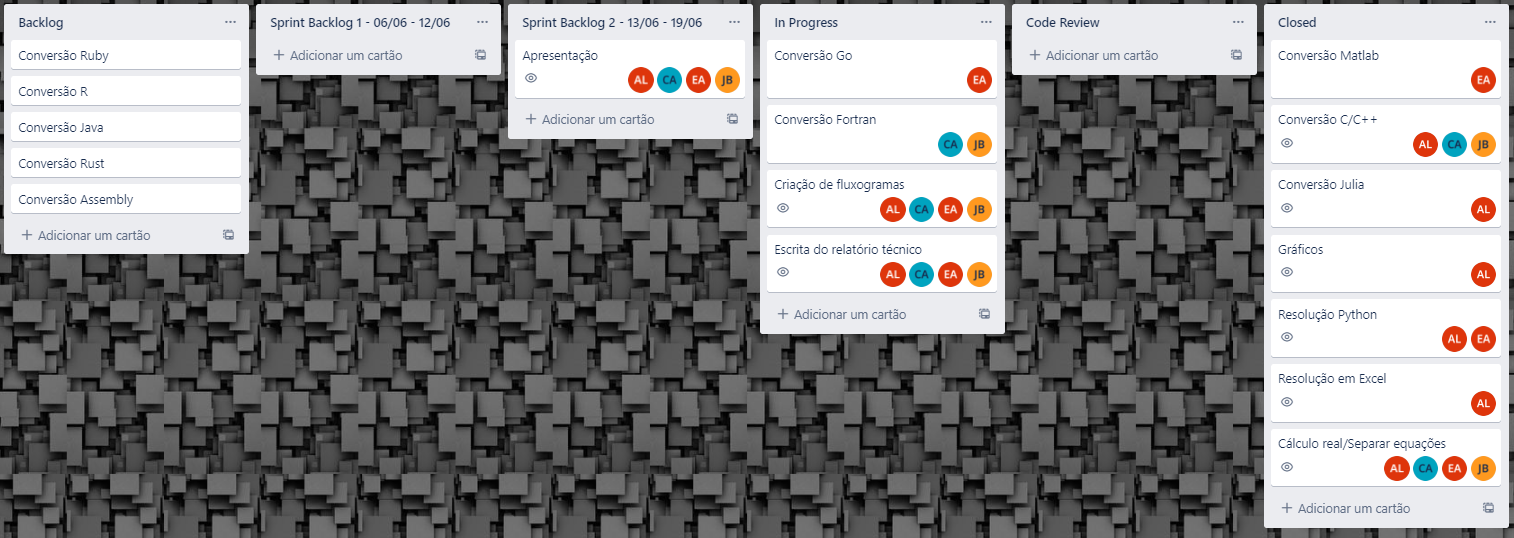 Backlog
Conversão Ruby
Conversão R
Conversão Java
Conversão Rust
Conversão Assembly
+ Adicionar um cartão
Sprint Backlog 1 - 06/06 - 12/06
+ Adicionar um cartão
Sprint Backlog 2 - 13/06 - 19/06
Apresentação
AL CA EA JB
+ Adicionar um cartão
In Progress
Conversão Go
EA
Conversão Fortran
CA JB
Criação de fluxogramas
AL CA EA JB
Escrita do relatório técnico
AL CA EA JB
+ Adicionar um cartão
Code Review
+ Adicionar um cartão
Closed
Conversão Matlab
EA
Conversão C/C++
AL CA JB
Conversão Julia
AL
Gráficos
AL
Resolução Python
AL EA
Resolução em Excel
AL
Cálculo real/Separar equações
AL CA EA JB
+ Adicionar um cartão